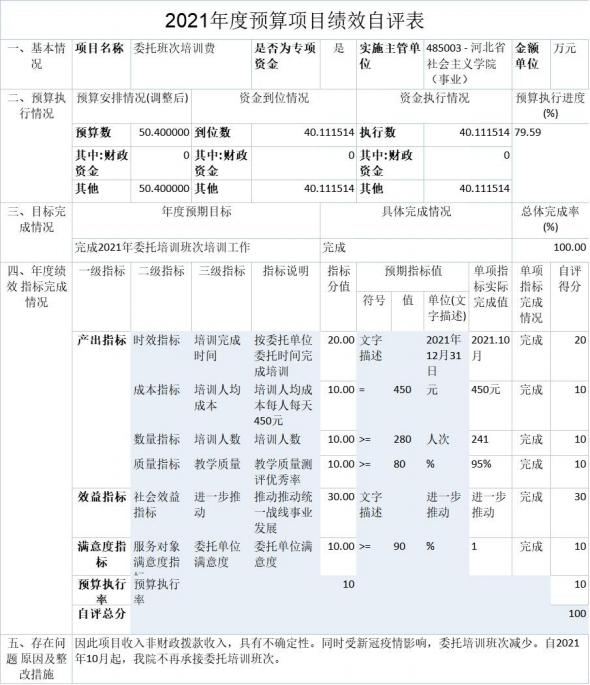 2021年度预算项目绩效自评表
一、基本情况 项目名称 委托班次培训费 是否为专项资金 是 实施主管单位 485003 - 河北省社会主义学院（事业） 金额单位 万元
二、预算执行情况 预算安排情况(调整后) 资金到位情况 资金执行情况 预算执行进度(%)
预算数 50.400000 到位数 40.111514 执行数 40.111514 79.59
其中:财政资金 0 其中:财政资金 0 其中:财政资金 0
其他 50.400000 其他 40.111514 其他 40.111514
三、目标完成情况 年度预期目标 具体完成情况 总体完成率(%)
完成2021年委托培训班次培训工作 完成 100.00
四、年度绩效 指标完成情况 一级指标 二级指标 三级指标 指标说明 指标分值 预期指标值 单项指标实际完成值 单项指标完成情况 自评得分
符号 值 单位(文字描述)
产出指标 时效指标 培训完成时间 按委托单位委托时间完成培训 20.00 文字描述 2021年12月31日 2021.10月 完成 20
成本指标 培训人均成本 培训人均成本每人每天450元 10.00 = 450 元 450元 完成 10
数量指标 培训人数 培训人数 10.00 >= 280 人次 241 完成 10
质量指标 教学质量 教学质量测评优秀率 10.00 >= 80 % 95% 完成 10
效益指标 社会效益指标 进一步推动 推动推动统一战线事业发展 30.00 文字描述 进一步推动 进一步推动 完成 30
满意度指标 服务对象满意度指 委托单位满意度 委托单位满意度 10.00 >= 90 % 1 完成 10
预算执行率 预算执行率 10 10
自评总分 100
五、存在问题 原因及整改措施 因此项目收入非财政拨款收入，具有不确定性。同时受新冠疫情影响，委托培训班次减少。自2021
年10月起，我院不再承接委托培训班次。